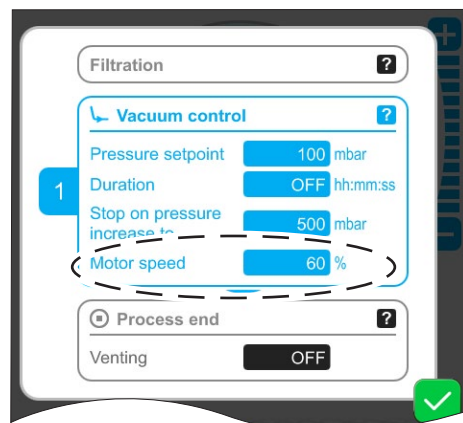 Filtration ?
Vacuum control ?
Pressure setpoint 100 mbar
1
Duration OFF hh:mm:ss
Stop on pressure
increase to 500 mbar
Motor speed 60 %
Process end ?
Venting OFF